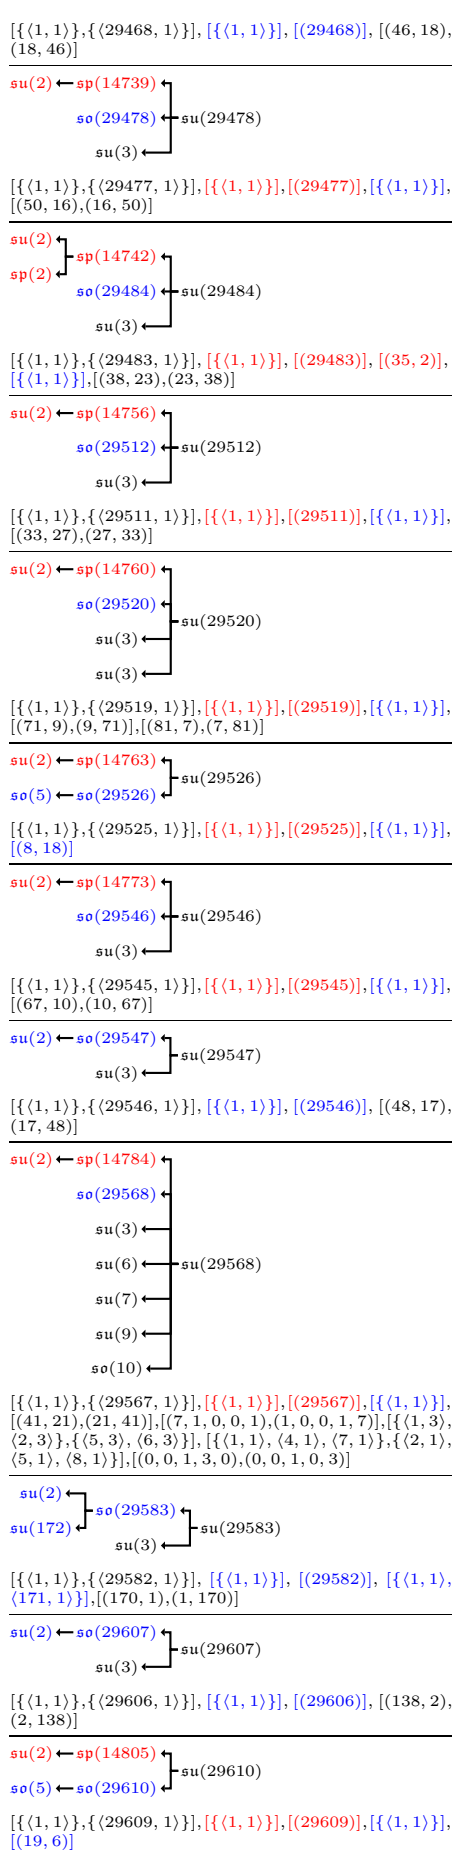 [{⟨1, 1⟩},{⟨29468, 1⟩}], [{⟨1, 1⟩}], [(29468)], [(46, 18),
(18, 46)]
𝔰𝔲(2) 𝔰𝔭(14739)
𝔰𝔬(29478) 𝔰𝔲(29478)
𝔰𝔲(3)
[{⟨1, 1⟩},{⟨29477, 1⟩}],[{⟨1, 1⟩}],[(29477)],[{⟨1, 1⟩}],
[(50, 16),(16, 50)]
𝔰𝔲(2)
𝔰𝔭(14742)
𝔰𝔭(2)
𝔰𝔬(29484) 𝔰𝔲(29484)
𝔰𝔲(3)
[{⟨1, 1⟩},{⟨29483, 1⟩}], [{⟨1, 1⟩}], [(29483)], [(35, 2)],
[{⟨1, 1⟩}],[(38, 23),(23, 38)]
𝔰𝔲(2) 𝔰𝔭(14756)
𝔰𝔬(29512) 𝔰𝔲(29512)
𝔰𝔲(3)
[{⟨1, 1⟩},{⟨29511, 1⟩}],[{⟨1, 1⟩}],[(29511)],[{⟨1, 1⟩}],
[(33, 27),(27, 33)]
𝔰𝔲(2) 𝔰𝔭(14760)
𝔰𝔬(29520)
𝔰𝔲(29520)
𝔰𝔲(3)
𝔰𝔲(3)
[{⟨1, 1⟩},{⟨29519, 1⟩}],[{⟨1, 1⟩}],[(29519)],[{⟨1, 1⟩}],
[(71, 9),(9, 71)],[(81, 7),(7, 81)]
𝔰𝔲(2) 𝔰𝔭(14763)
𝔰𝔲(29526)
𝔰𝔬(5) 𝔰𝔬(29526)
[{⟨1, 1⟩},{⟨29525, 1⟩}],[{⟨1, 1⟩}],[(29525)],[{⟨1, 1⟩}],
[(8, 18)]
𝔰𝔲(2) 𝔰𝔭(14773)
𝔰𝔬(29546) 𝔰𝔲(29546)
𝔰𝔲(3)
[{⟨1, 1⟩},{⟨29545, 1⟩}],[{⟨1, 1⟩}],[(29545)],[{⟨1, 1⟩}],
[(67, 10),(10, 67)]
𝔰𝔲(2) 𝔰𝔬(29547)
𝔰𝔲(29547)
𝔰𝔲(3)
[{⟨1, 1⟩},{⟨29546, 1⟩}], [{⟨1, 1⟩}], [(29546)], [(48, 17),
(17, 48)]
𝔰𝔲(2) 𝔰𝔭(14784)
𝔰𝔬(29568)
𝔰𝔲(3)
𝔰𝔲(6) 𝔰𝔲(29568)
𝔰𝔲(7)
𝔰𝔲(9)
𝔰𝔬(10)
[{⟨1, 1⟩},{⟨29567, 1⟩}],[{⟨1, 1⟩}],[(29567)],[{⟨1, 1⟩}],
[(41, 21),(21, 41)],[(7, 1, 0, 0, 1),(1, 0, 0, 1, 7)],[{⟨1, 3⟩,
⟨2, 3⟩},{⟨5, 3⟩, ⟨6, 3⟩}], [{⟨1, 1⟩, ⟨4, 1⟩, ⟨7, 1⟩},{⟨2, 1⟩,
⟨5, 1⟩, ⟨8, 1⟩}],[(0, 0, 1, 3, 0),(0, 0, 1, 0, 3)]
𝔰𝔲(2)
𝔰𝔬(29583)
𝔰𝔲(172) 𝔰𝔲(29583)
𝔰𝔲(3)
[{⟨1, 1⟩},{⟨29582, 1⟩}], [{⟨1, 1⟩}], [(29582)], [{⟨1, 1⟩,
⟨171, 1⟩}],[(170, 1),(1, 170)]
𝔰𝔲(2) 𝔰𝔬(29607)
𝔰𝔲(29607)
𝔰𝔲(3)
[{⟨1, 1⟩},{⟨29606, 1⟩}], [{⟨1, 1⟩}], [(29606)], [(138, 2),
(2, 138)]
𝔰𝔲(2) 𝔰𝔭(14805)
𝔰𝔲(29610)
𝔰𝔬(5) 𝔰𝔬(29610)
[{⟨1, 1⟩},{⟨29609, 1⟩}],[{⟨1, 1⟩}],[(29609)],[{⟨1, 1⟩}],
[(19, 6)]